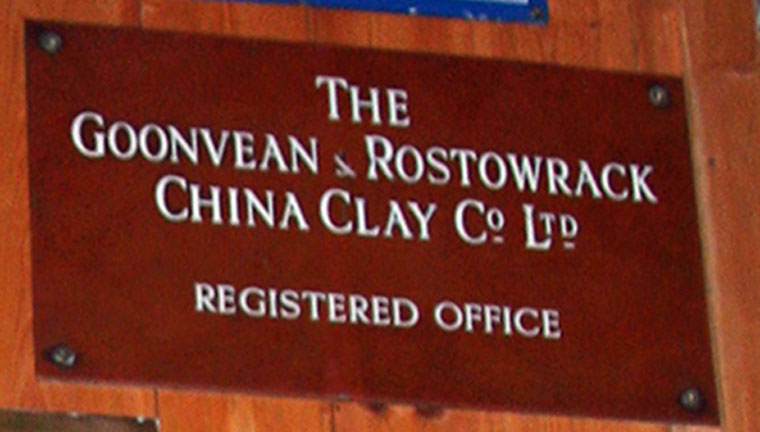 THE
GOONVEAN & ROSTOWRACK
CHINA CLAY CO LTD
REGISTERED OFFICE